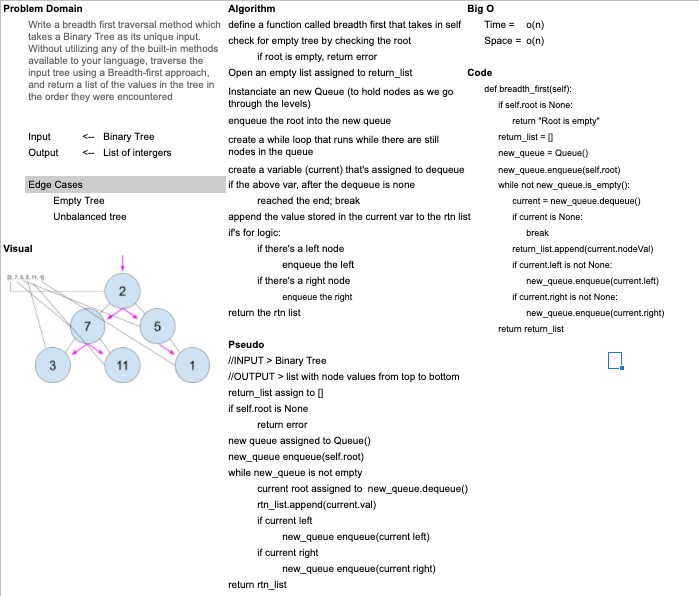 Problem Domain
Write a breadth first traversal method which
takes a Binary Tree as its unique input.
Without utilizing any of the built-in methods
available to your language, traverse the
input tree using a Breadth-first approach,
and return a list of the values in the tree in
the order they were encountered
Input <-- Binary Tree
Output <-- List of intergers
Edge Cases
Empty Tree
Unbalanced tree
Visual
[2, 7, 5, 3, 11, 1]
2
7
5
3
11
1
Algorithm
define a function called breadth first that takes in self
check for empty tree by checking the root
if root is empty, return error
Open an empty list assigned to return_list
Instanciate an new Queue (to hold nodes as we go
through the levels)
enqueue the root into the new queue
create a while loop that runs while there are still
nodes in the queue
create a variable (current) that's assigned to dequeue
if the above var, after the dequeue is none
reached the end; break
append the value stored in the current var to the rtn list
if's for logic:
if there's a left node
enqueue the left
if there's a right node
enqueue the right
return the rtn list
Pseudo
//INPUT > Binary Tree
//OUTPUT > list with node values from top to bottom
return_list assign to []
if self.root is None
return error
new queue assigned to Queue()
new_queue enqueue(self.root)
while new_queue is not empty
current root assigned to new_queue.dequeue()
rtn_list.append(current.val)
if current left
new_queue enqueue(current left)
if current right
new_queue enqueue(current right)
return rtn_list
Big O
Time = o(n)
Space = o(n)
Code
def breadth_first(self):
if self.root is None:
return "Root is empty"
return_list = []
new_queue = Queue()
new_queue.enqueue(self.root)
while not new_queue.is_empty():
current = new_queue.dequeue()
if current is None:
break
return_list.append(current.nodeVal)
if current.left is not None:
new_queue.enqueue(current.left)
if current.right is not None:
new_queue.enqueue(current.right)
return return_list